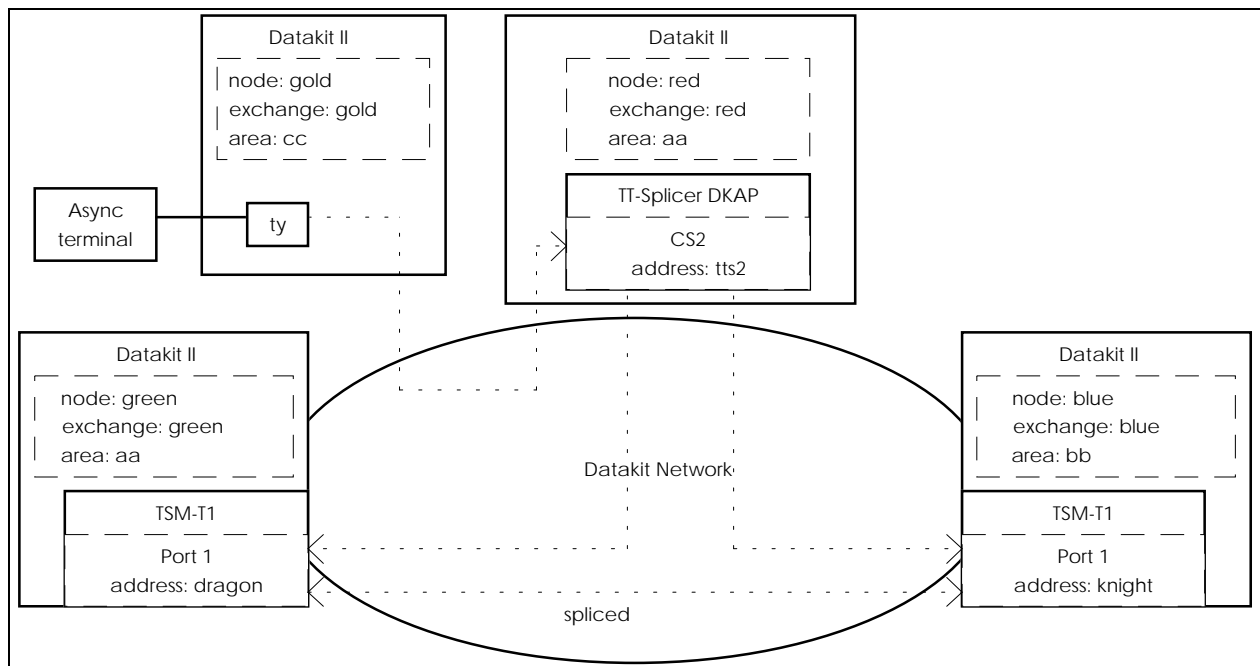 Datakit II
node: gold
exchange: gold
area: cc
Async
terminal
ty
Datakit II
node: red
exchange: red
area: aa
TT-Splicer DKAP
CS2
address: tts2
Datakit II
node: green
exchange: green
area: aa
TSM-T1
Port 1
address: dragon
Datakit Network
spliced
Datakit II
node: blue
exchange: blue
area: bb
TSM-T1
Port 1
address: knight